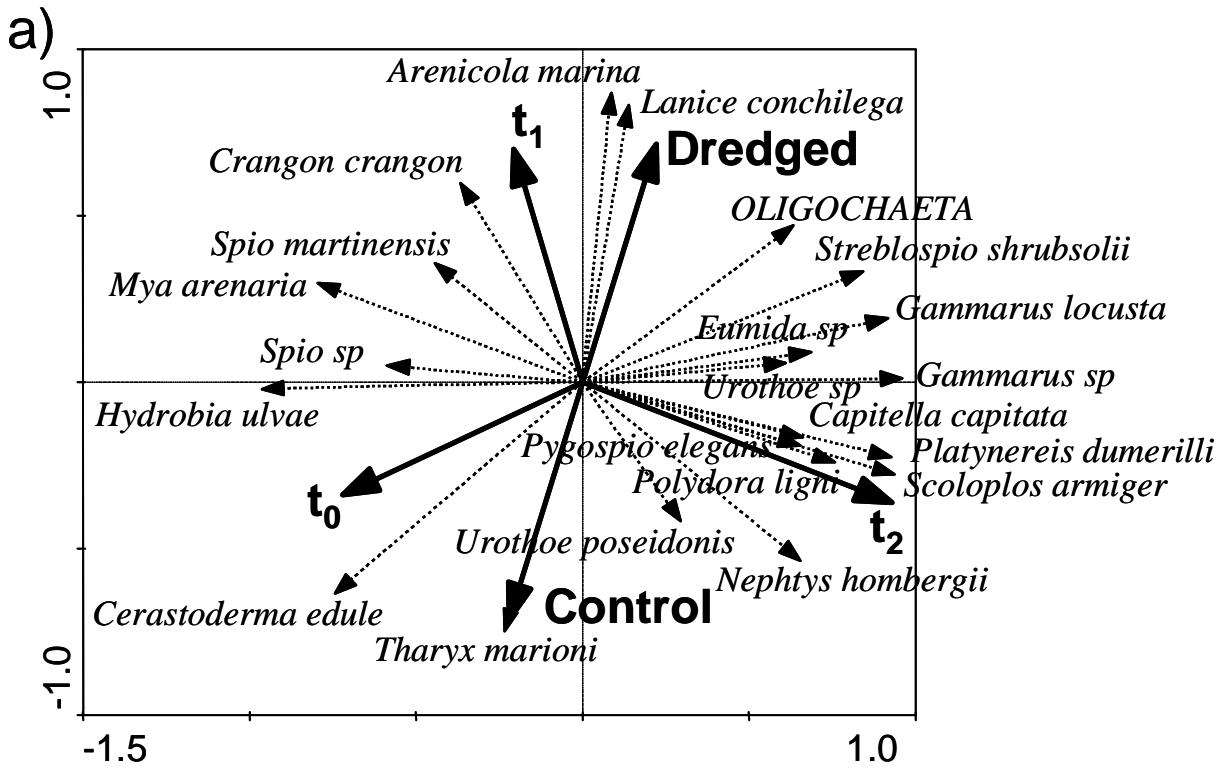 a)
1.0
Arenicola marina
Lanice conchilega
t1
Dredged
Crangon crangon
OLIGOCHAETA
Spio martinensis
Streblospio shrubsolii
Mya arenaria
Gammarus locusta
Eumida sp
Spio sp
Gammarus sp
Urothoe sp
Hydrobia ulvae
Capitella capitata
Pygospio elegans
Platynereis dumerilli
Polydora ligni
Scoloplos armiger
t0
t2
Urothoe poseidonis
Nephtys hombergii
Cerastoderma edule
Control
Tharyx marioni
-1.0
-1.5
1.0